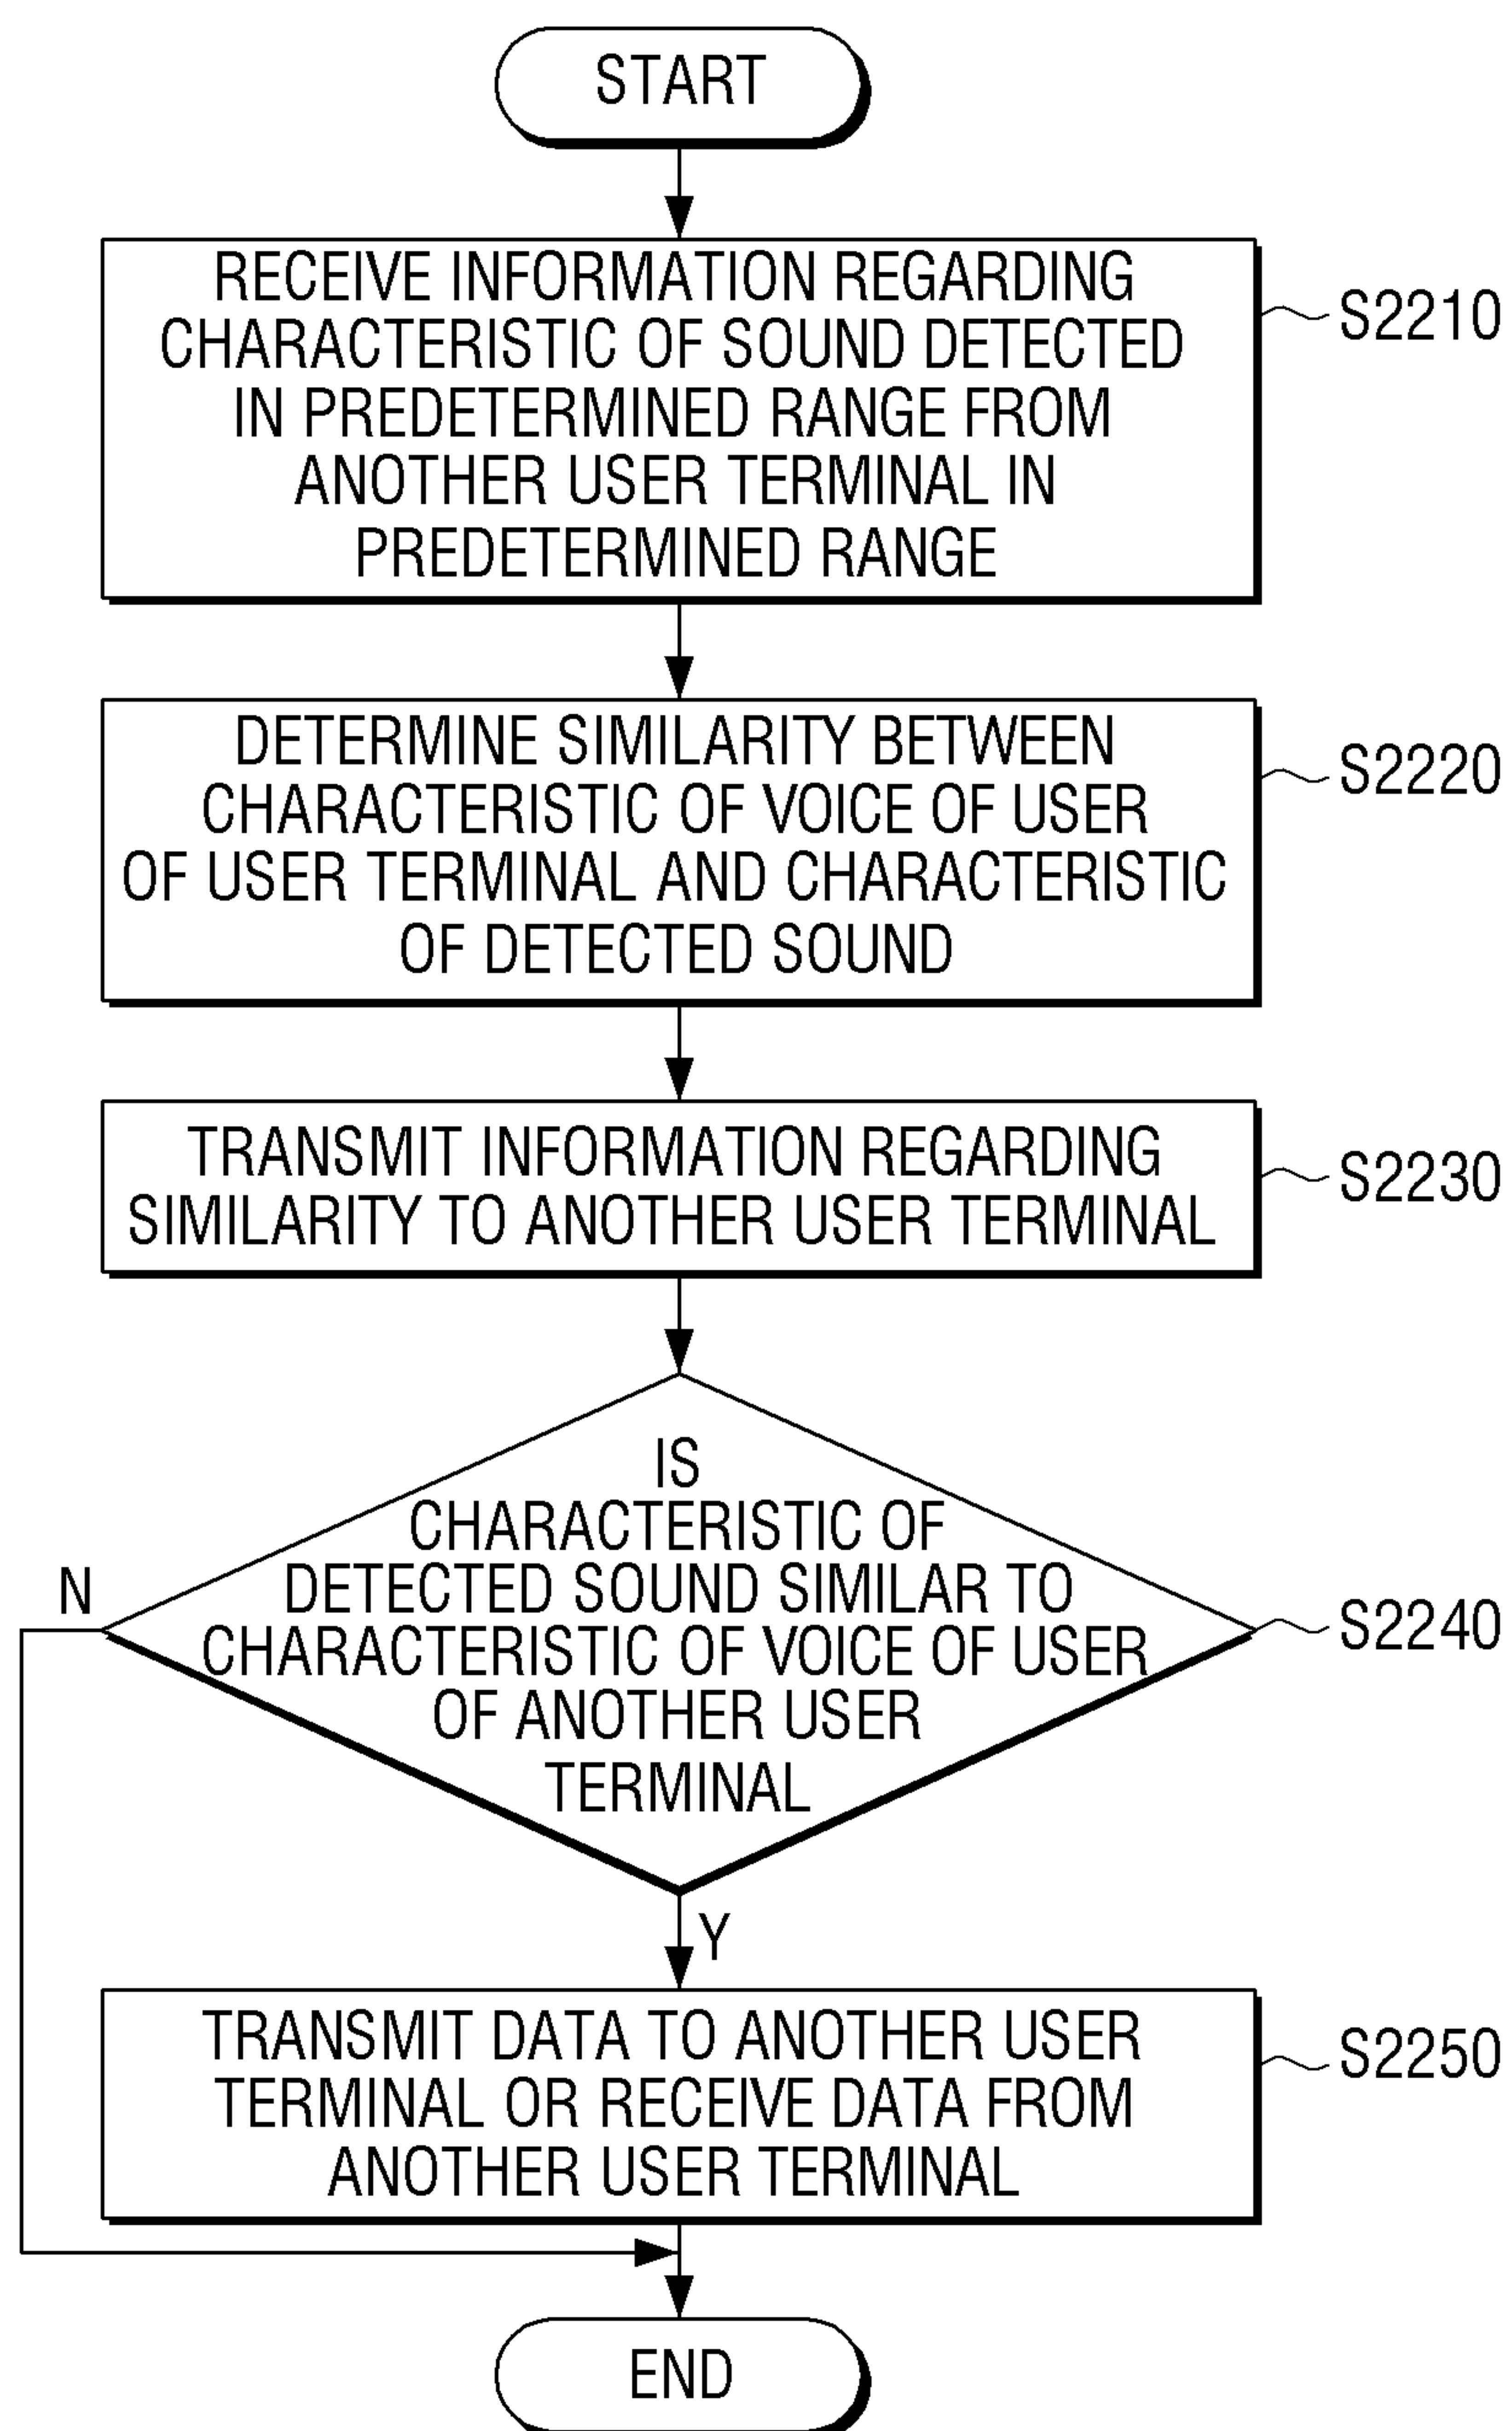 START
RECEIVE INFORMATION REGARDING
CHARACTERISTIC OF SOUND DETECTED
IN PREDETERMINED RANGE FROM
ANOTHER USER TERMINAL IN
PREDETERMINED RANGE
S2210
DETERMINE SIMILARITY BETWEEN
CHARACTERISTIC OF VOICE OF USER
OF USER TERMINAL AND CHARACTERISTIC
OF DETECTED SOUND
S2220
TRANSMIT INFORMATION REGARDING
SIMILARITY TO ANOTHER USER TERMINAL
S2230
IS
CHARACTERISTIC OF
DETECTED SOUND SIMILAR TO
CHARACTERISTIC OF VOICE OF USER
OF ANOTHER USER
TERMINAL
S2240
N
Y
TRANSMIT DATA TO ANOTHER USER
TERMINAL OR RECEIVE DATA FROM
ANOTHER USER TERMINAL
S2250
END